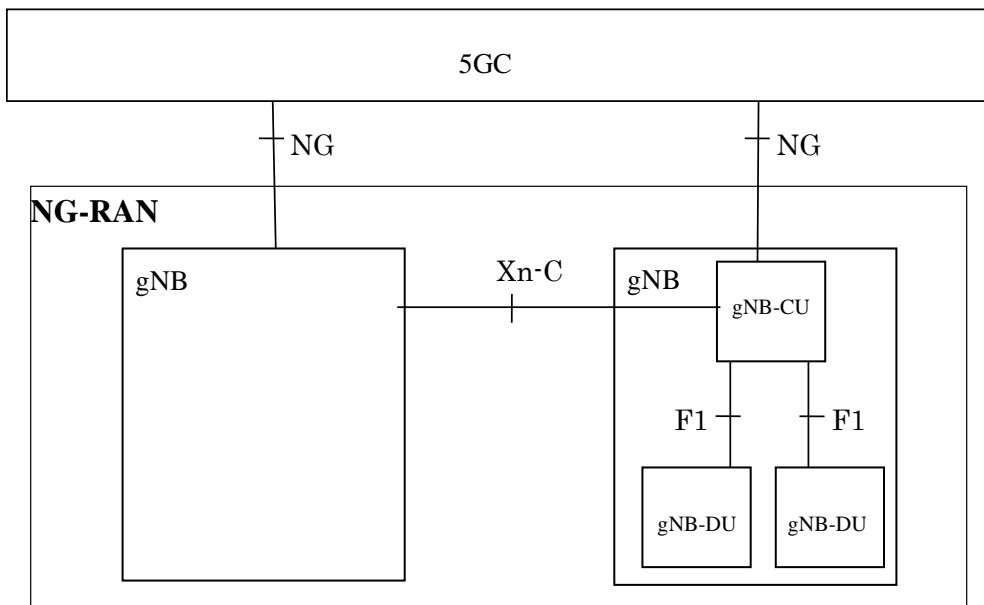 5GC
NG
NG
NG-RAN
gNB
Xn-C
gNB
gNB-CU
F1
F1
gNB-DU
gNB-DU